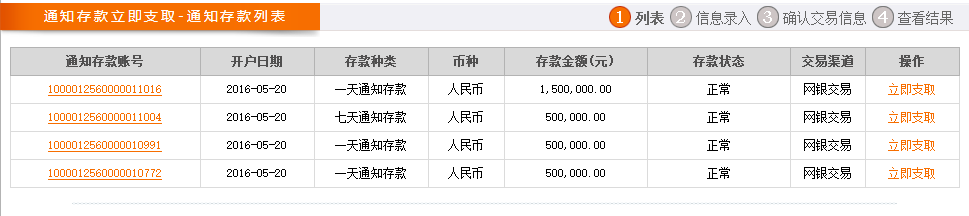 通知存款立即支取-通知存款列表 1 列表 2 信息录入 3 确认交易信息 4 查看结果
通知存款账号 开户日期 存款种类 币种 存款金额(元) 存款状态 交易渠道 操作
1000012560000011016 2016-05-20 一天通知存款 人民币 1,500,000.00 正常 网银交易 立即支取
1000012560000011004 2016-05-20 七天通知存款 人民币 500,000.00 正常 网银交易 立即支取
1000012560000010991 2016-05-20 一天通知存款 人民币 500,000.00 正常 网银交易 立即支取
1000012560000010772 2016-05-20 一天通知存款 人民币 500,000.00 正常 网银交易 立即支取